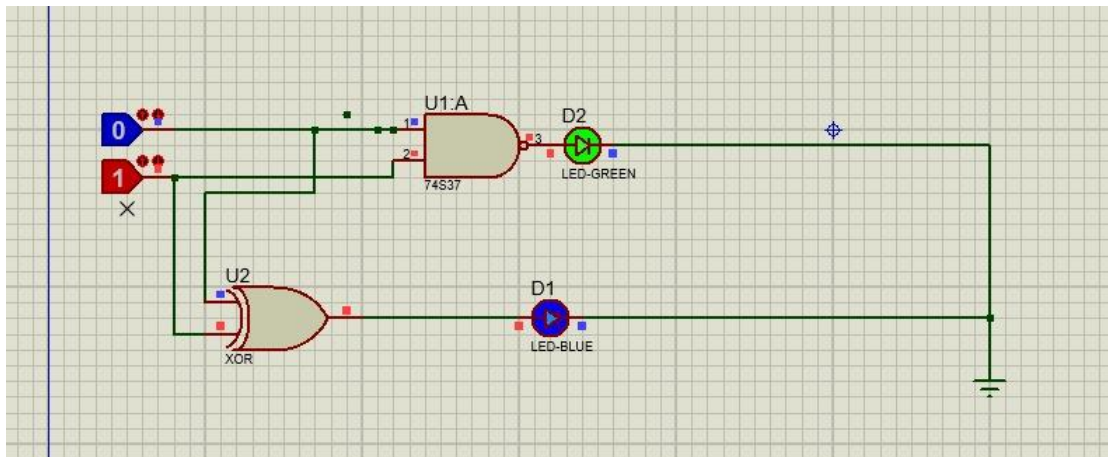 U1:A
D2
0
1
3
LED-GREEN
1
2
74S37
U2
D1
XOR
LED-BLUE